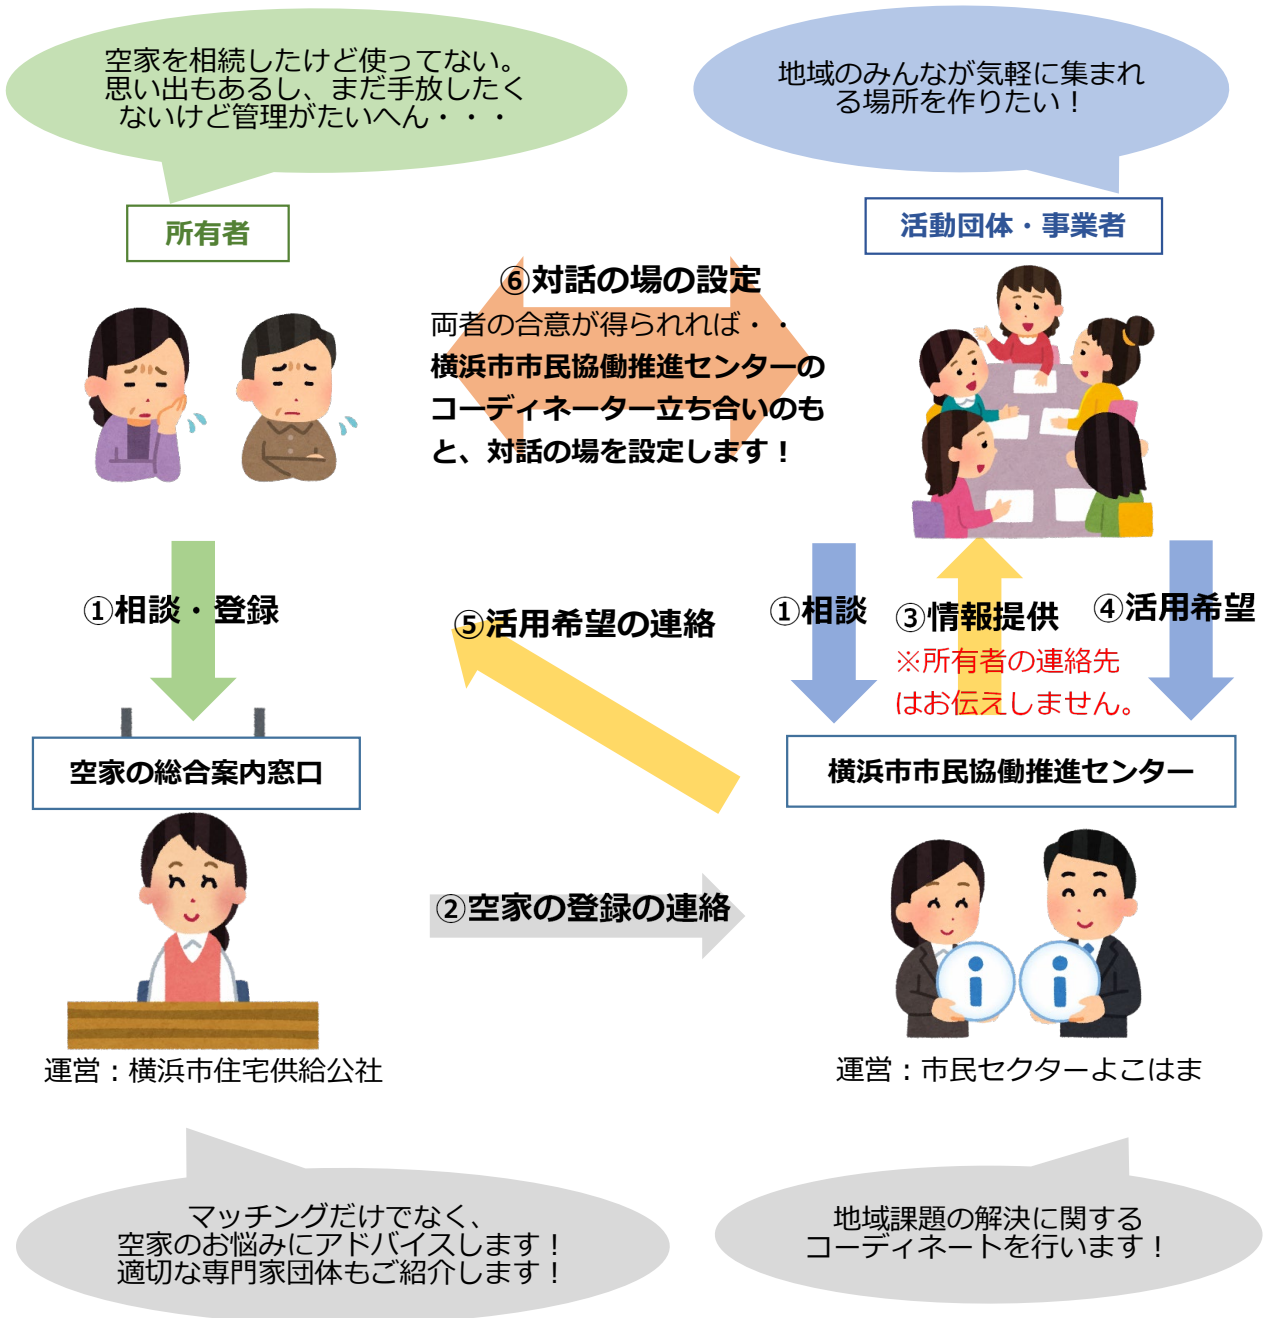 空家を相続したけど使ってない。
思い出もあるし、まだ手放したく
ないけど管理がたいへん・・・
地域のみんなが気軽に集まれ
る場所を作りたい！
所有者
活動団体・事業者
⑥対話の場の設定
両者の合意が得られれば・・
横浜市市民協働推進センターの
コーディネーター立ち合いのも
と、対話の場を設定します！
①相談・登録
⑤活用希望の連絡
①相談
③情報提供
※所有者の連絡先
はお伝えしません。
④活用希望
空家の総合案内窓口
横浜市市民協働推進センター
②空家の登録の連絡
運営：横浜市住宅供給公社
運営：市民セクターよこはま
マッチングだけでなく、
空家のお悩みにアドバイスします！
適切な専門家団体もご紹介します！
地域課題の解決に関する
コーディネートを行います！